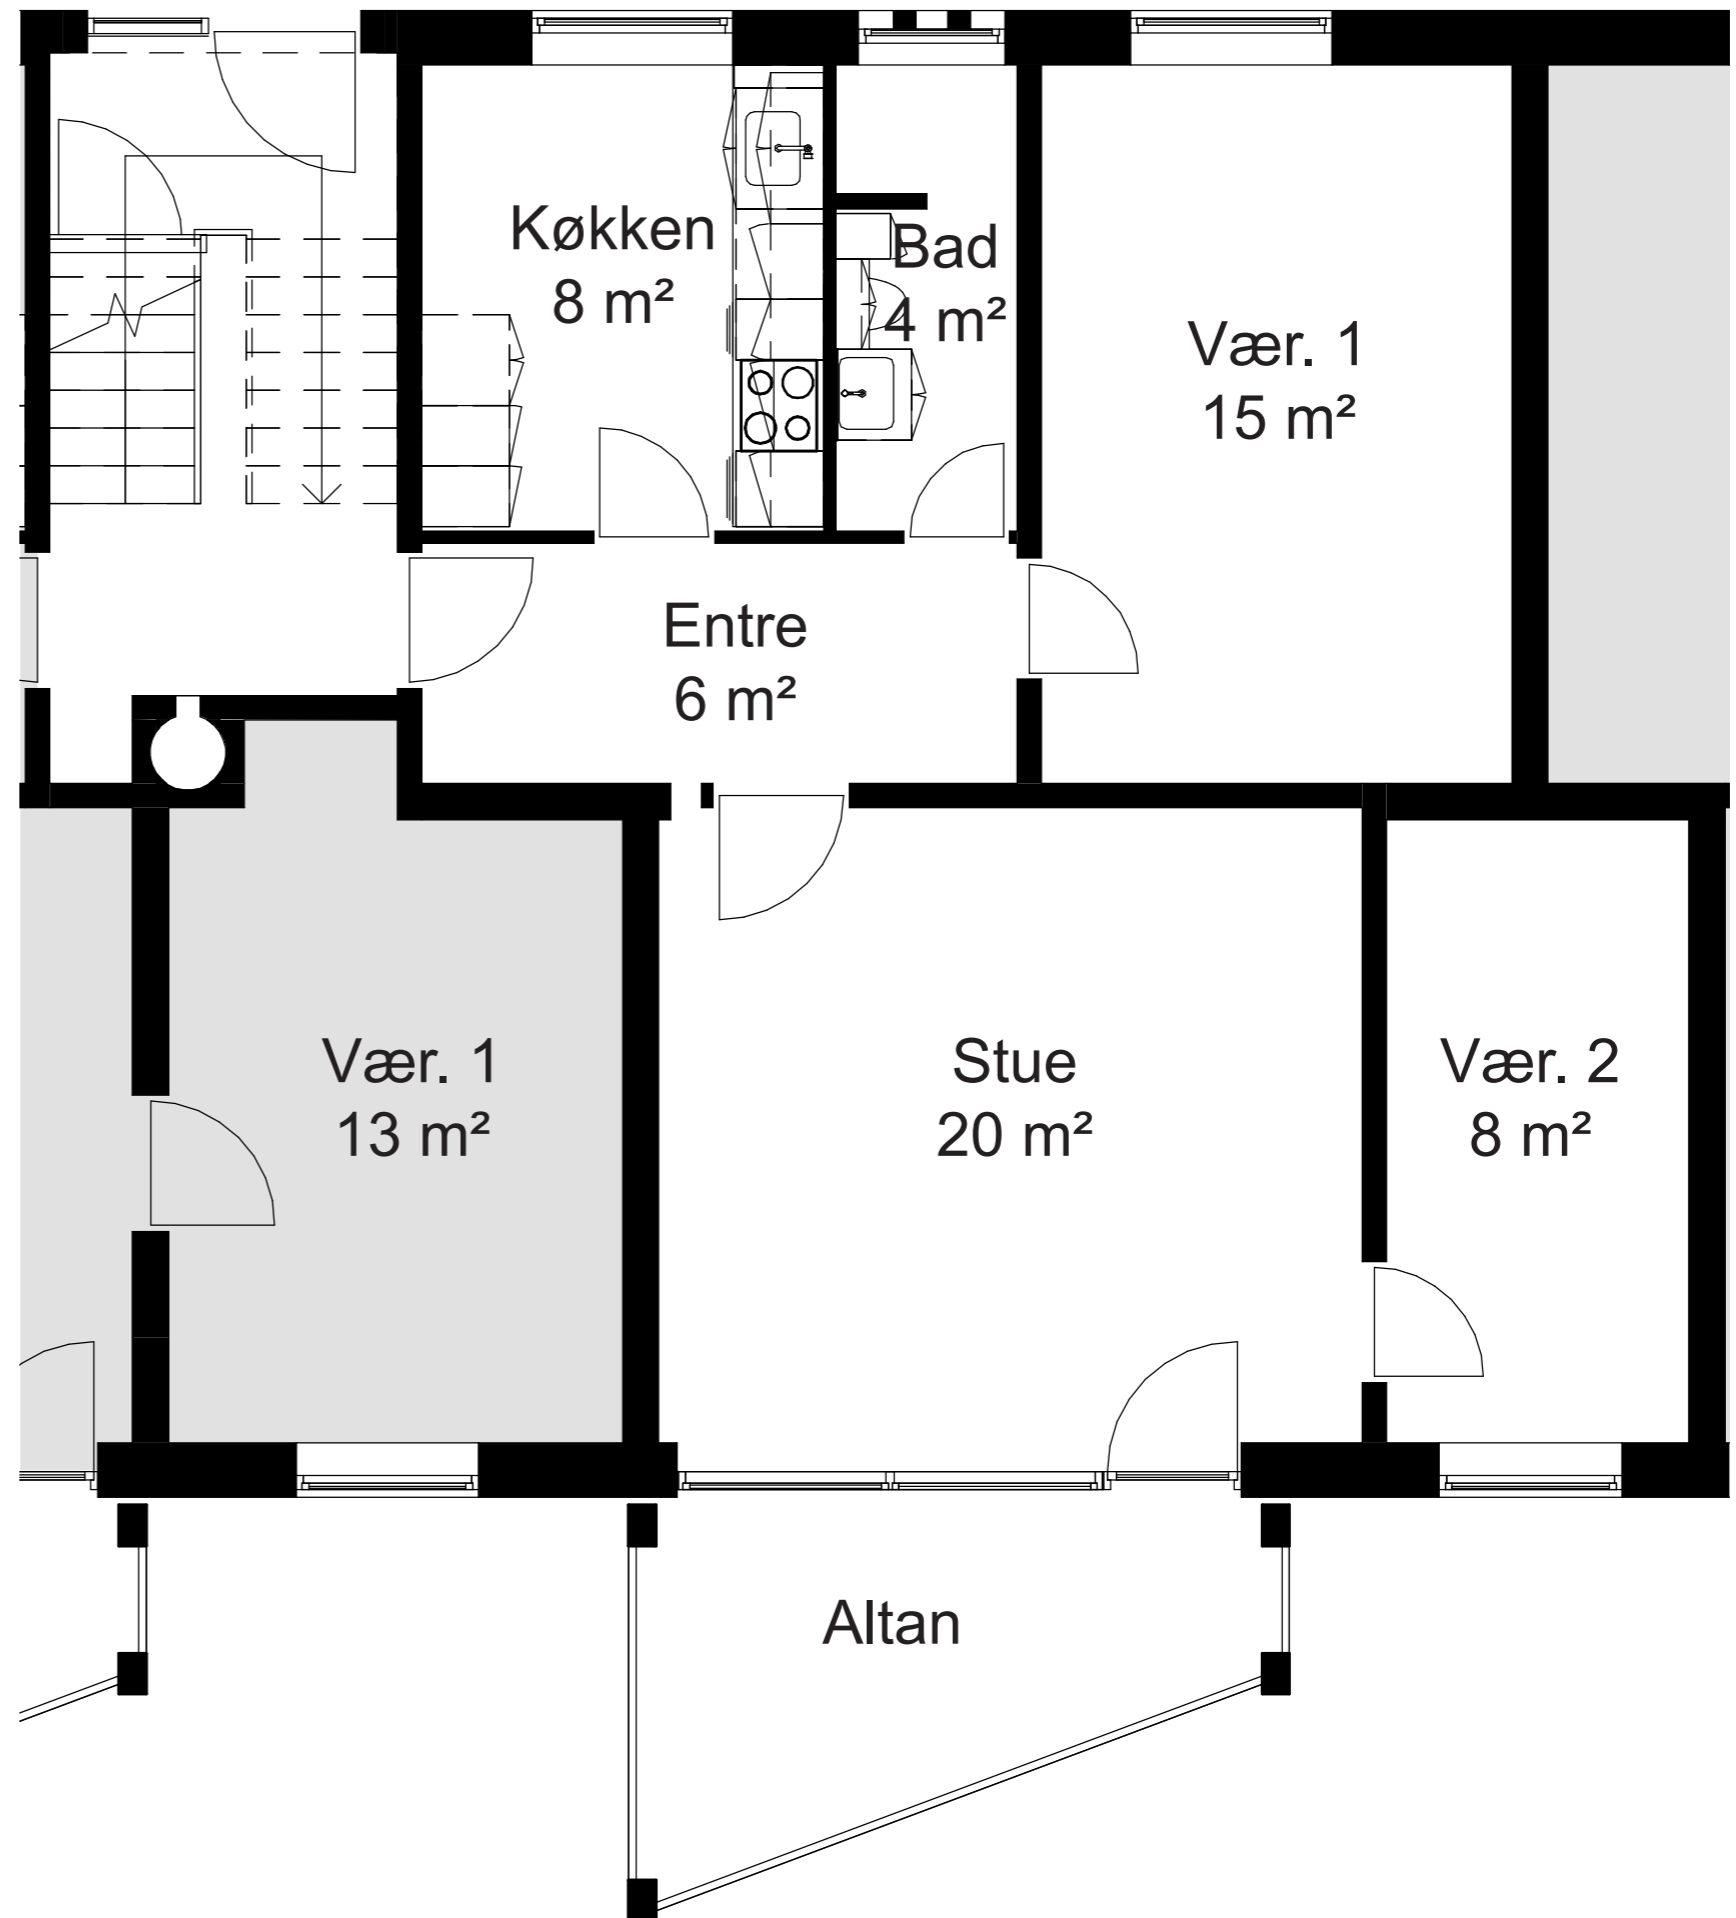 Køkken
8 m²
Bad
4 m²
Vær. 1
15 m²
Entre
6 m²
Vær. 1
13 m²
Stue
20 m²
Vær. 2
8 m²
Altan